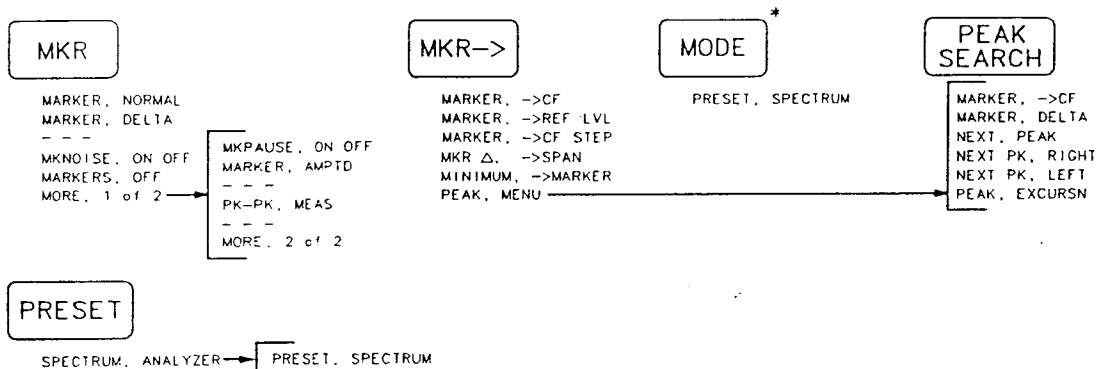 MKR
MARKER, NORMAL
MARKER, DELTA
- - -
MKNOISE, ON OFF
MARKERS, OFF
MORE, 1 of 2
MKPAUSE, ON OFF
MARKER, AMPTD
- - -
PK-PK, MEAS
- - -
MORE, 2 of 2
MKR->
MARKER, ->CF
MARKER, ->REF LVL
MARKER, ->CF STEP
MKR △, ->SPAN
MINIMUM, ->MARKER
PEAK, MENU
MODE *
PRESET, SPECTRUM
PEAK
SEARCH
MARKER, ->CF
MARKER, DELTA
NEXT, PEAK
NEXT PK, RIGHT
NEXT PK, LEFT
PEAK, EXCURSN
PRESET
SPECTRUM, ANALYZER
PRESET, SPECTRUM